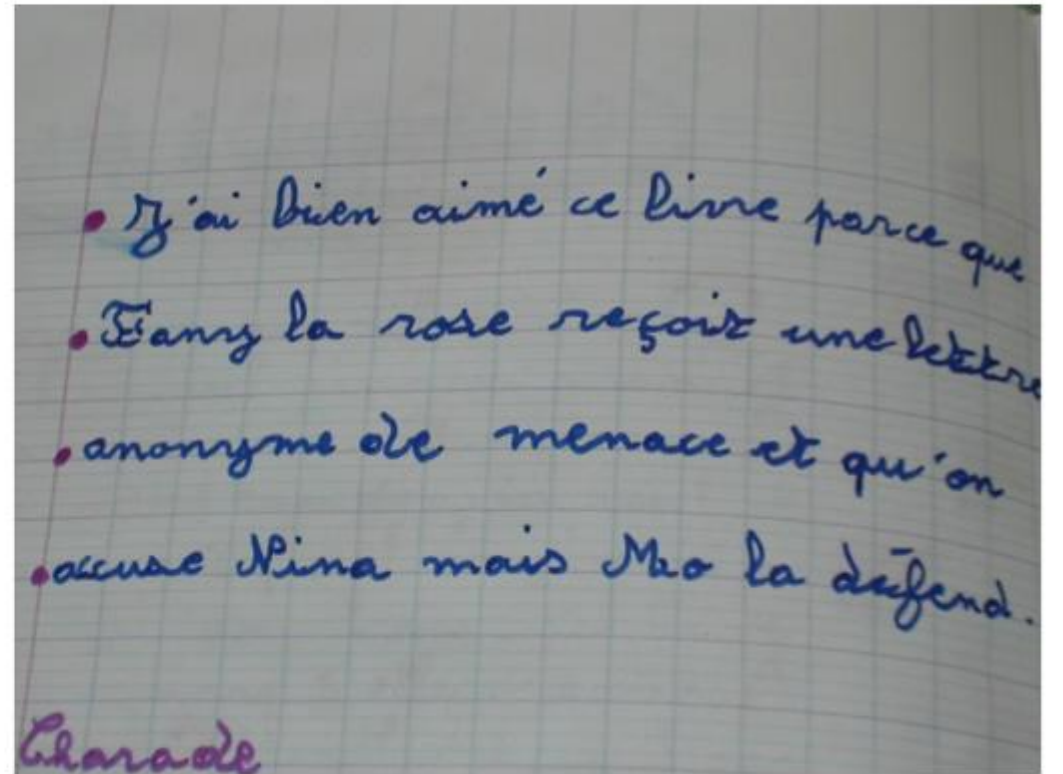 • J'ai bien aimé ce livre parce que
• Fany la rose reçoit une lettre
• anonyme de menace et qu'on
• accuse Nina mais Mao la défend.
Charade